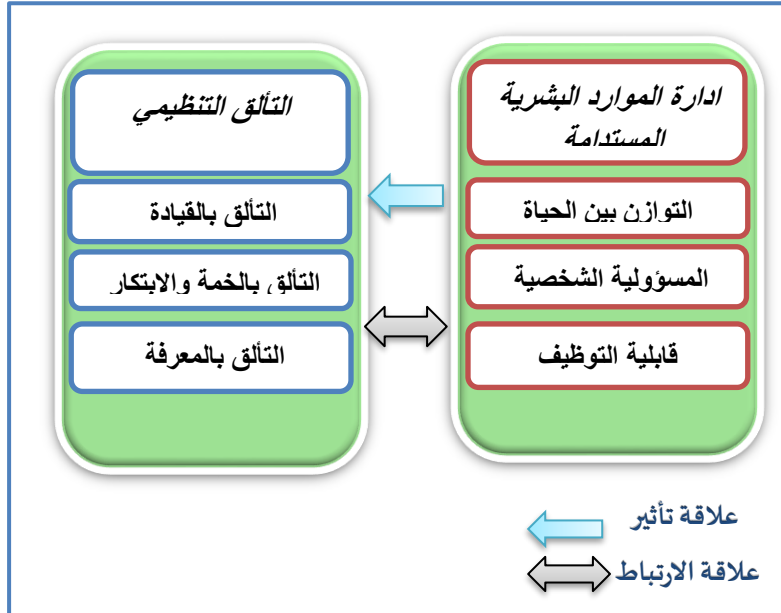 ادارة الموارد البشرية
المستدامة
التوازن بين الحياة
المسؤولية الشخصية
قابلية التوظيف
التألق التنظيمي
التألق بالقيادة
التألق بالخمة والابتكار
التألق بالمعرفة
علاقة تأثير
علاقة الارتباط